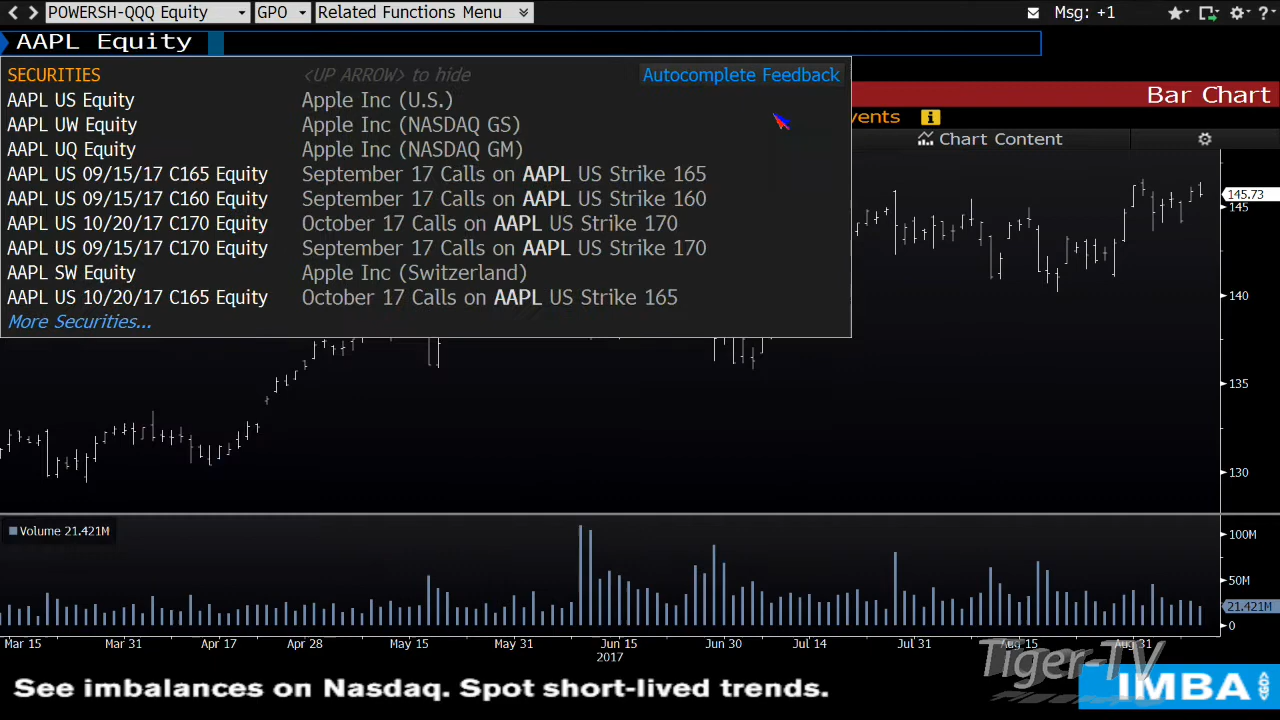 POWERSH-QQQ Equity GPO Related Functions Menu Msg: +1 ?
AAPL Equity
SECURITIES <UP ARROW> to hide Autocomplete Feedback
AAPL US Equity Apple Inc (U.S.)
AAPL UW Equity Apple Inc (NASDAQ GS)
AAPL UQ Equity Apple Inc (NASDAQ GM)
AAPL US 09/15/17 C165 Equity September 17 Calls on AAPL US Strike 165
AAPL US 09/15/17 C160 Equity September 17 Calls on AAPL US Strike 160
AAPL US 10/20/17 C170 Equity October 17 Calls on AAPL US Strike 170
AAPL US 09/15/17 C170 Equity September 17 Calls on AAPL US Strike 170
AAPL SW Equity Apple Inc (Switzerland)
AAPL US 10/20/17 C165 Equity October 17 Calls on AAPL US Strike 165
More Securities...
Bar Chart
vents i
Chart Content
145.73
145
140
135
130
Volume 21.421M
100M
50M
21.421M
0
Mar 15 Mar 31 Apr 17 Apr 28 May 15 May 31 Jun 15 Jun 30 Jul 14 Jul 31 Aug 15 Aug 31
2017
Tiger-TV
See imbalances on Nasdaq. Spot short-lived trends.
IMBA